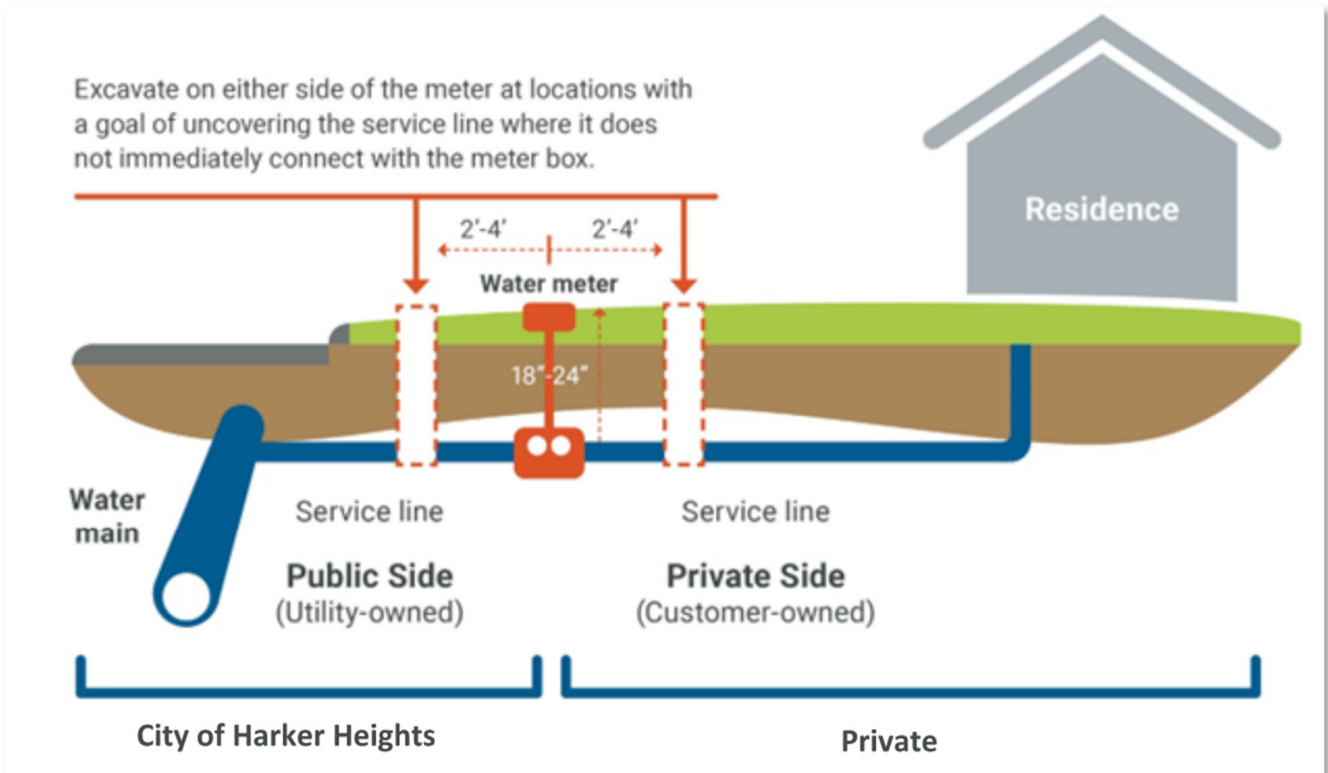 Excavate on either side of the meter at locations with
a goal of uncovering the service line where it does
not immediately connect with the meter box.
Residence
2'-4' 2'-4'
Water meter
18"-24"
Water
main
Service line Service line
Public Side Private Side
(Utility-owned) (Customer-owned)
City of Harker Heights Private